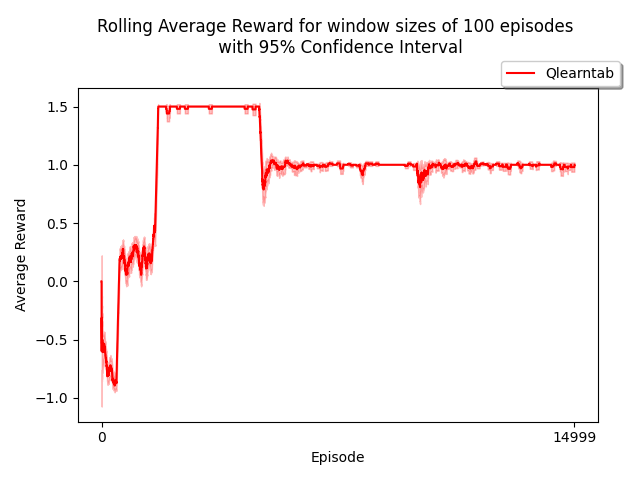 Rolling Average Reward for window sizes of 100 episodes
with 95% Confidence Interval
Qlearntab
1.5
1.0
0.5
0.0
−0.5
−1.0
Average Reward
0
14999
Episode